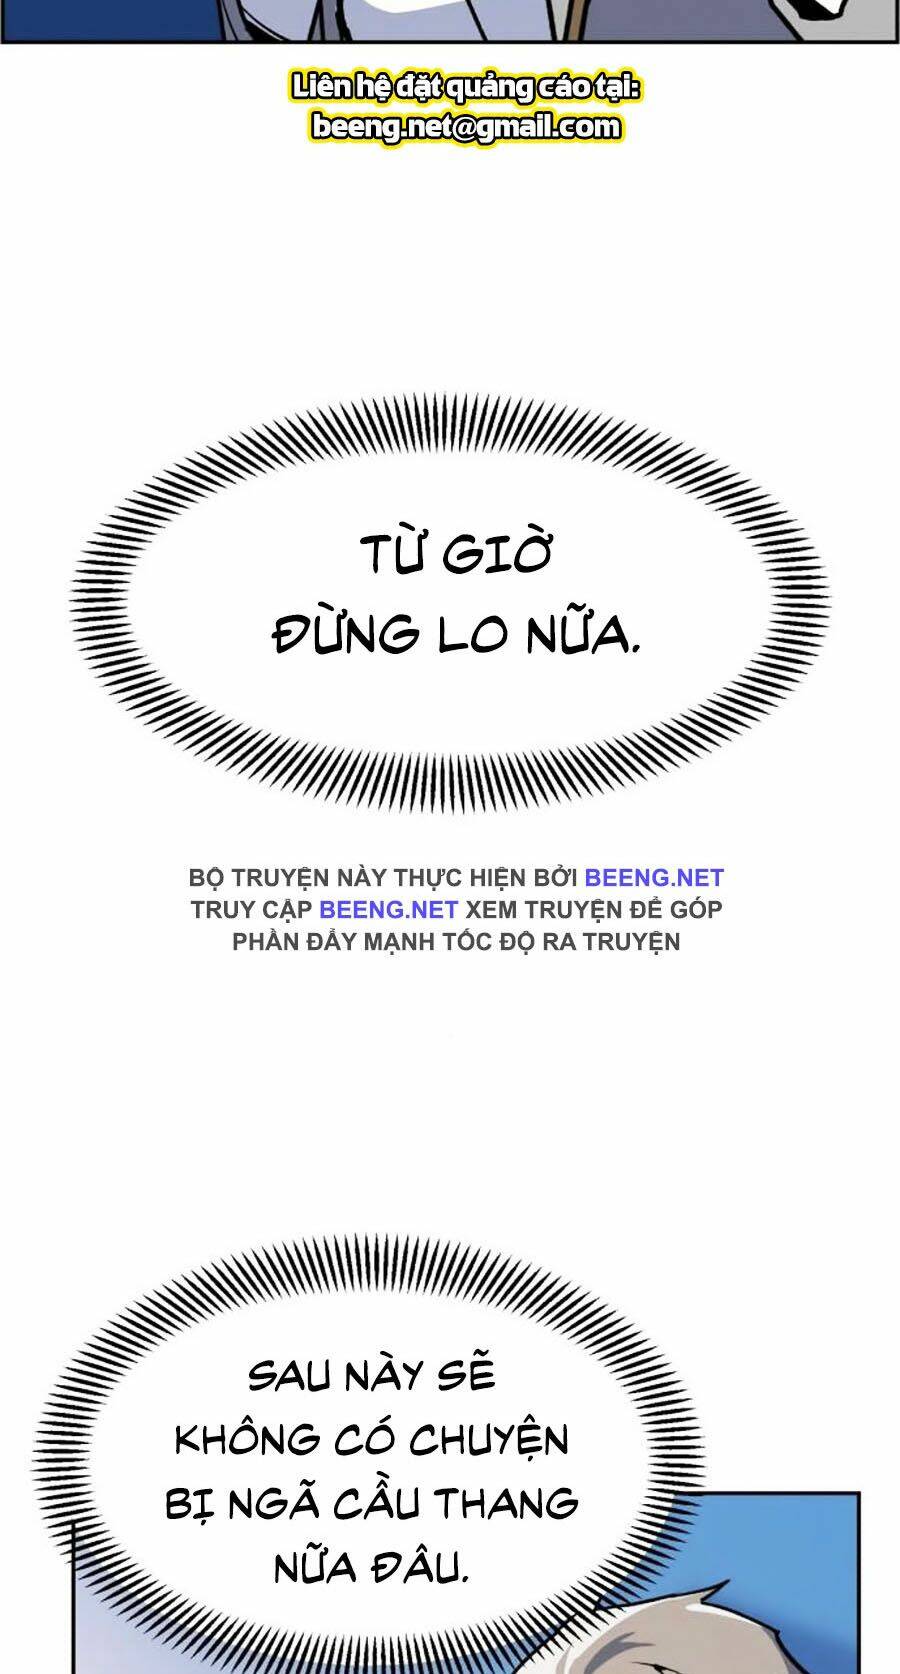 Liên hệ đặt quảng cáo tại:
beeng.net@gmail.com
TỪ GIỜ
ĐỪNG LO NỮA.
BỘ TRUYỆN NÀY THỰC HIỆN BỞI BEENG.NET
TRUY CẬP BEENG.NET XEM TRUYỆN ĐỂ GÓP
PHẦN ĐẨY MẠNH TỐC ĐỘ RA TRUYỆN
SAU NÀY SẼ
KHÔNG CÓ CHUYỆN
BỊ NGÃ CẦU THANG
NỮA ĐÂU.